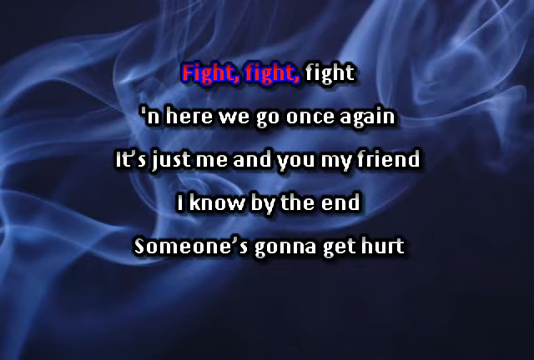 Fight, fight, fight
'n here we go once again
It's just me and you my friend
I know by the end
Someone's gonna get hurt